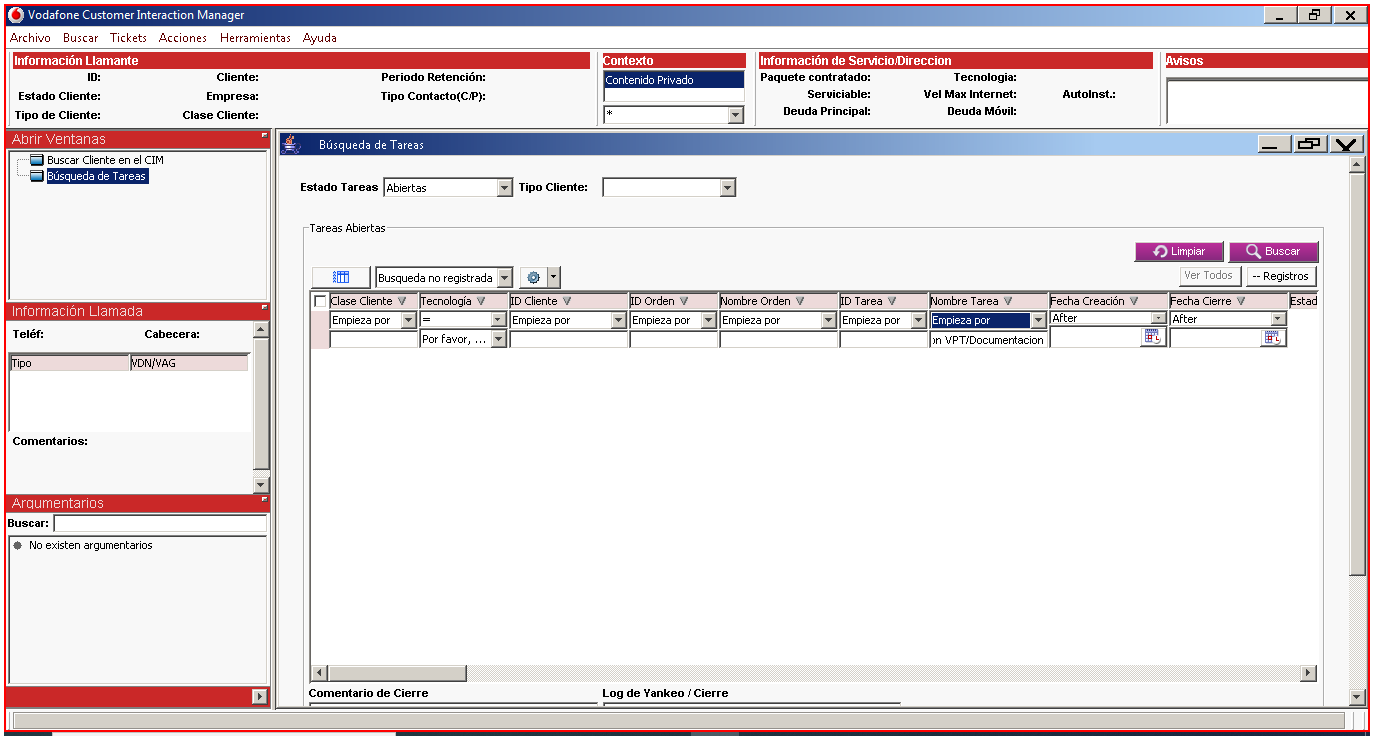 Vodafone Customer Interaction Manager
Archivo Buscar Tickets Acciones Herramientas Ayuda
Información Llamante
ID: Cliente: Periodo Retención:
Estado Cliente: Empresa: Tipo Contacto(C/P):
Tipo de Cliente: Clase Cliente:
Contexto
Contenido Privado
*
Información de Servicio/Direccion
Paquete contratado: Tecnologia:
Serviciable: Vel Max Internet: AutoInst.:
Deuda Principal: Deuda Móvil:
Avisos
Abrir Ventanas
Buscar Cliente en el CIM
Búsqueda de Tareas
Información Llamada
Teléf: Cabecera:
Tipo VDN/VAG
Comentarios:
Argumentarios
Buscar:
No existen argumentarios
Búsqueda de Tareas
Estado Tareas Abiertas Tipo Cliente:
Tareas Abiertas
Limpiar Buscar
Busqueda no registrada Ver Todos -- Registros
Clase Cliente Tecnología ID Cliente ID Orden Nombre Orden ID Tarea Nombre Tarea Fecha Creación Fecha Cierre Estad
Empieza por = Empieza por Empieza por Empieza por Empieza por Empieza por After After
Por favor, ... on VPT/Documentacion
Comentario de Cierre Log de Yankeo / Cierre